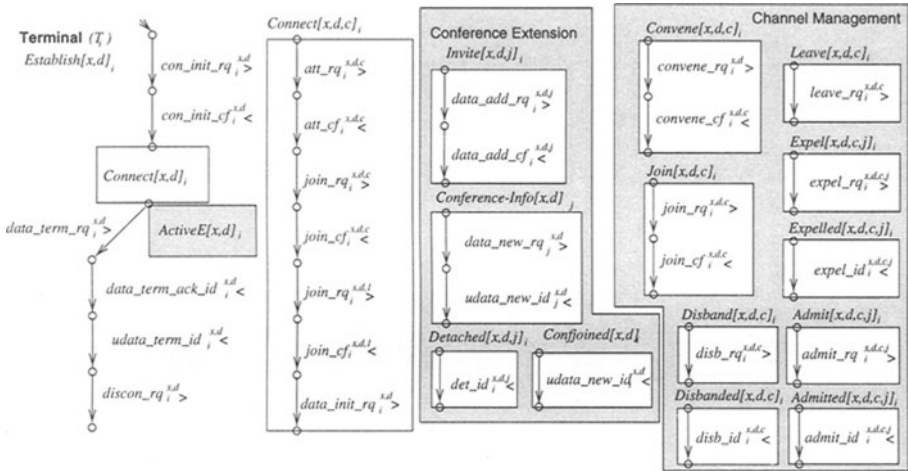 Terminal (T_i)
Establish[x,d]_i
con_init_rq_i^{x,d} >
con_init_cf_i^{x,d} <
Connect[x,d]_i
data_term_rq_i^{x,d} >
ActiveE[x,d]_i
data_term_ack_id_i^{x,d} <
udata_term_id_i^{x,d} <
discon_rq_i^{x,d} >
Connect[x,d,c]_i
att_rq_i^{x,d,c} >
att_cf_i^{x,d,c} <
join_rq_i^{x,d,c} >
join_cf_i^{x,d,c} <
join_rq_i^{x,d,1} >
join_cf_i^{x,d,1} <
data_init_rq_i^{x,d} >
Conference Extension
Invite[x,d,j]_i
data_add_rq_i^{x,d,j} >
data_add_cf_i^{x,d,j} <
Conference-Info[x,d]_j
data_new_rq_j^{x,d} >
udata_new_id_j^{x,d} <
Detached[x,d,j]_i
det_id_i^{x,d,j} <
Confjoined[x,d]
udata_new_id^{x,d} <
Channel Management
Convene[x,d,c]_i
convene_rq_i^{x,d} >
convene_cf_i^{x,d,c} <
Join[x,d,c]_i
join_rq_i^{x,d,c} >
join_cf_i^{x,d,c} <
Leave[x,d,c]_i
leave_rq_i^{x,d,c} >
Expel[x,d,c,j]_i
expel_rq_i^{x,d,c,j} >
Expelled[x,d,c,j]_i
expel_id_i^{x,d,c,j} <
Disband[x,d,c]_i
disb_rq_i^{x,d,c} >
Admit[x,d,c,j]_i
admit_rq_i^{x,d,c,j} >
Disbanded[x,d,c]_i
disb_id_i^{x,d,c} <
Admitted[x,d,c,j]_i
admit_id_i^{x,d,c,j} <